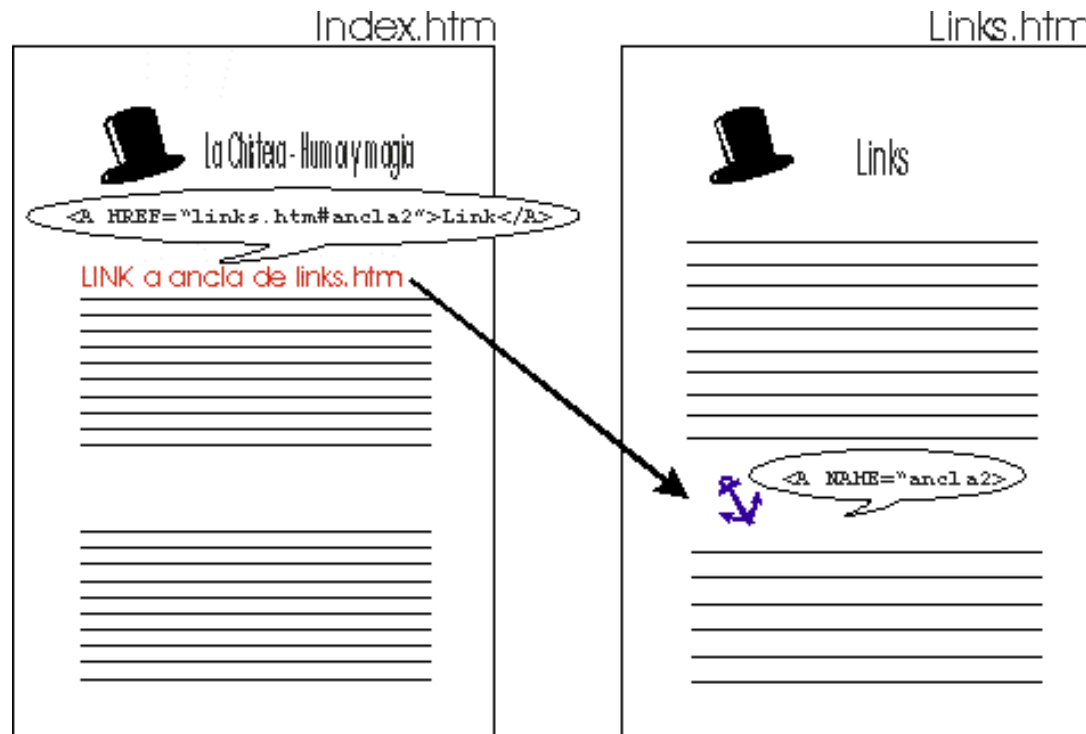 Index.htm
La Chistera - Humor y magia
<A HREF="links.htm#ancla2">Link</A>
LINK a ancla de links.htm
Links.htm
Links
<A NAME="ancla2>